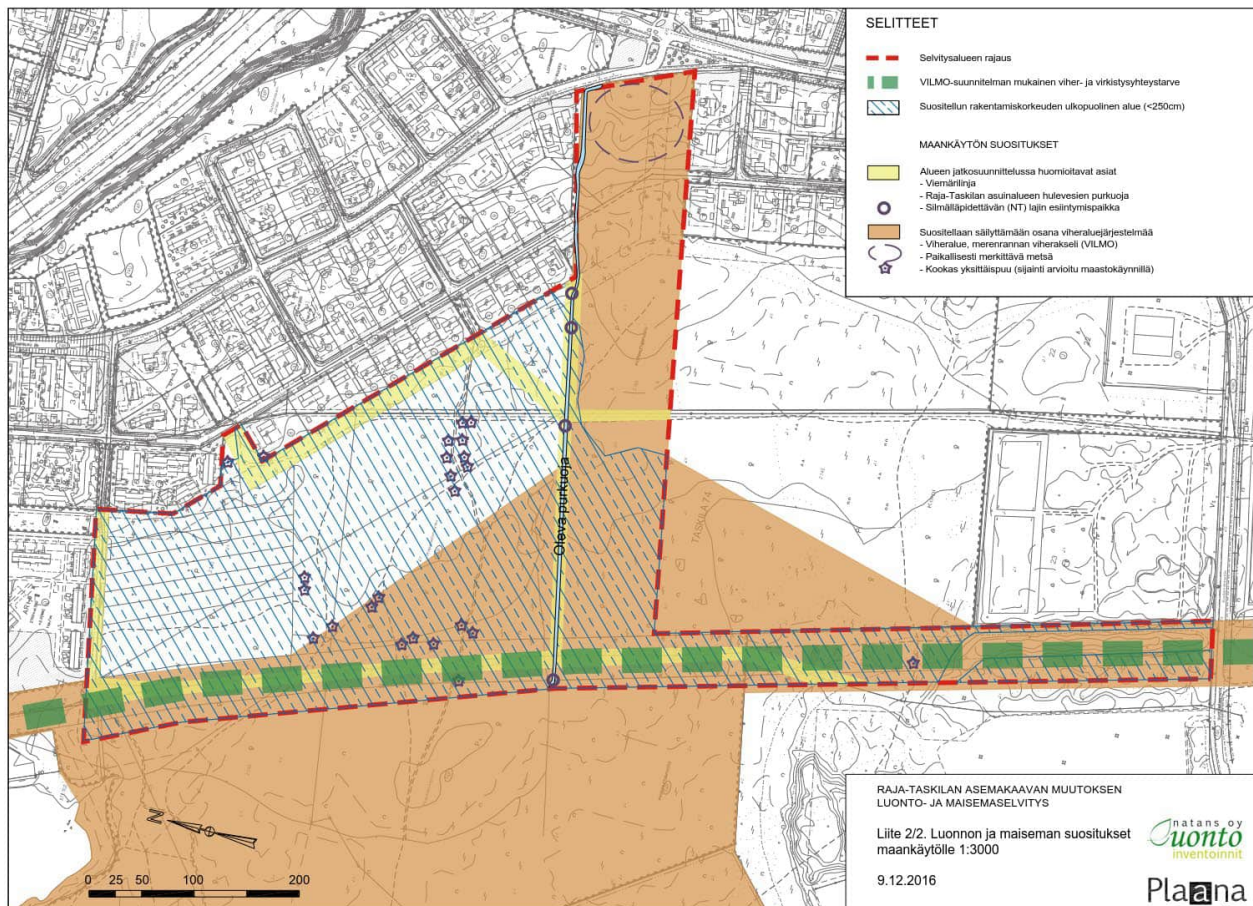 SELITTEET
Selvitysalueen rajaus
VILMO-suunnitelman mukainen viher- ja virkistysyhteystarve
Suositellun rakentamiskorkeuden ulkopuolinen alue (<250cm)
MAANKÄYTÖN SUOSITUKSET
Alueen jatkosuunnittelussa huomioitavat asiat
- Viemärilinja
- Raja-Taskilan asuinalueen hulevesien purkuoja
- Silmälläpidettävän (NT) lajin esiintymispaikka
Suositellaan säilyttämään osana viheraluejärjestelmää
- Viheralue, merenrannan viherakseli (VILMO)
- Paikallisesti merkittävä metsä
- Kookas yksittäispuu (sijainti arvioitu maastokäynnillä)
Oleva purkuoja
TASKILA 74
N
0 25 50 100 200
RAJA-TASKILAN ASEMAKAAVAN MUUTOKSEN
LUONTO- JA MAISEMASELVITYS
Liite 2/2. Luonnon ja maiseman suositukset
maankäytölle 1:3000
9.12.2016
natans oy
luonto
inventoinnit
Plaana